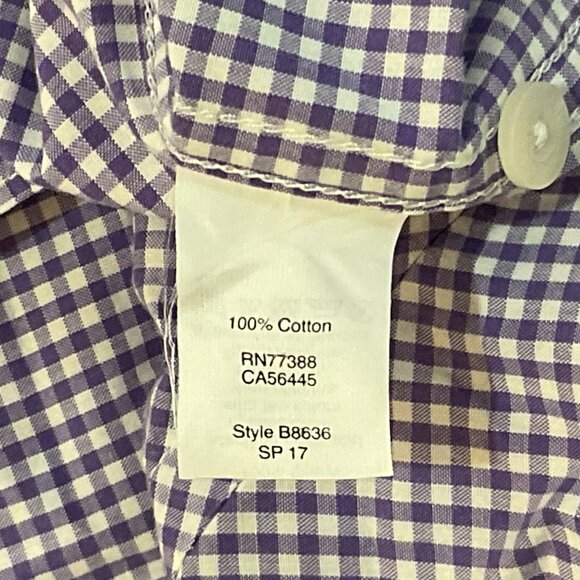 100% Cotton
RN77388
CA56445
Style B8636
SP 17